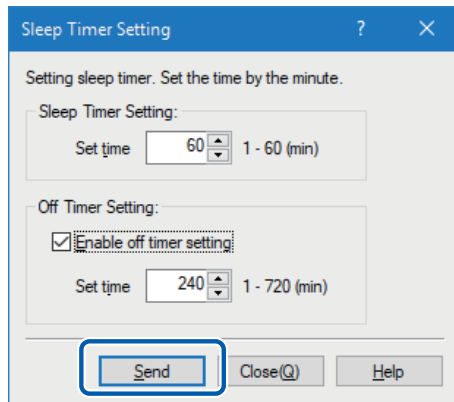 Sleep Timer Setting ? ×
Setting sleep timer. Set the time by the minute.
Sleep Timer Setting:
Set time 60 1 - 60 (min)
Off Timer Setting:
Enable off timer setting
Set time 240 1 - 720 (min)
Send Close(Q) Help